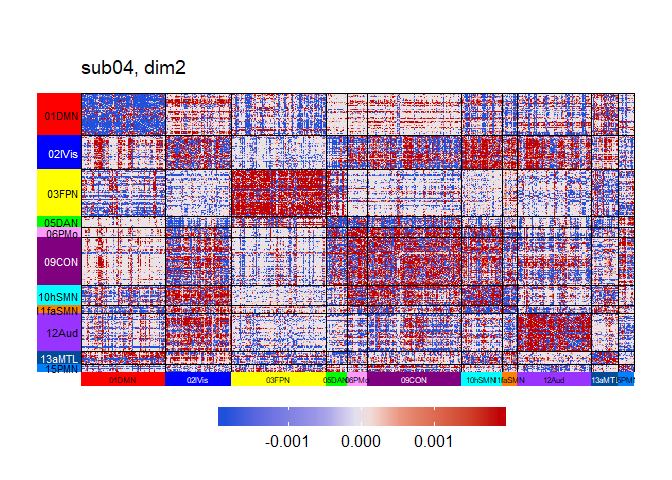 sub04, dim2
01DMN
02lVis
03FPN
05DAN
06PMo
09CON
10hSMN
1faSMN
12Aud
13aMTL
15PMN
01DMN 02lVis 03FPN 05DAN 06PMo 09CON 10hSMN 1faSMN 12Aud 13aMTL 5PMN
-0.001 0.000 0.001